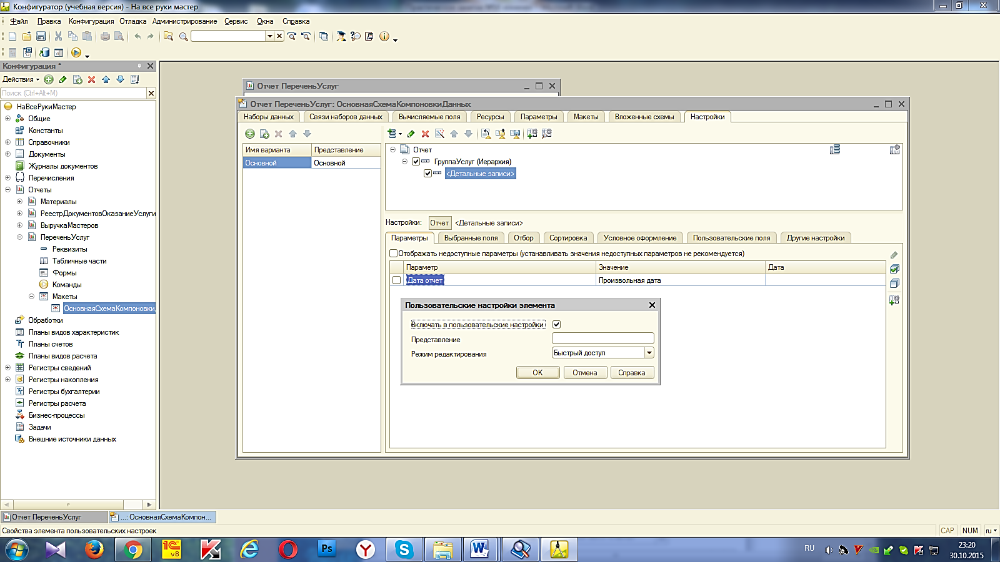 Конфигуратор (учебная версия) - На все руки мастер
Файл Правка Конфигурация Отладка Администрирование Сервис Окна Справка
Конфигурация *
Действия
Поиск (Ctrl+Alt+M)
НаВсеРукиМастер
Общие
Константы
Справочники
Документы
Журналы документов
Перечисления
Отчеты
Материалы
РеестрДокументовОказаниеУслуги
ВыручкаМастеров
ПереченьУслуг
Реквизиты
Табличные части
Формы
Команды
Макеты
ОсновнаяСхемаКомпоновки
Обработки
Планы видов характеристик
Планы счетов
Планы видов расчета
Регистры сведений
Регистры накопления
Регистры бухгалтерии
Регистры расчета
Бизнес-процессы
Задачи
Внешние источники данных
Отчет ПереченьУслуг
Отчет ПереченьУслуг: ОсновнаяСхемаКомпоновкиДанных
Наборы данных Связи наборов данных Вычисляемые поля Ресурсы Параметры Макеты Вложенные схемы Настройки
Имя варианта Представление
Основной Основной
Отчет
ГруппаУслуг (Иерархия)
<Детальные записи>
Настройки: Отчет <Детальные записи>
Параметры Выбранные поля Отбор Сортировка Условное оформление Пользовательские поля Другие настройки
Отображать недоступные параметры (устанавливать значения недоступных параметров не рекомендуется)
Параметр Значение Дата
Дата отчет Произвольная дата
Пользовательские настройки элемента
Включать в пользовательские настройки
Представление
Режим редактирования Быстрый доступ
OK Отмена Справка
Отчет ПереченьУслуг ...: ОсновнаяСхемаКомпон...
Свойства элемента пользовательских настроек
CAP NUM ru
1С v8
Ps
RU
23:20
30.10.2015